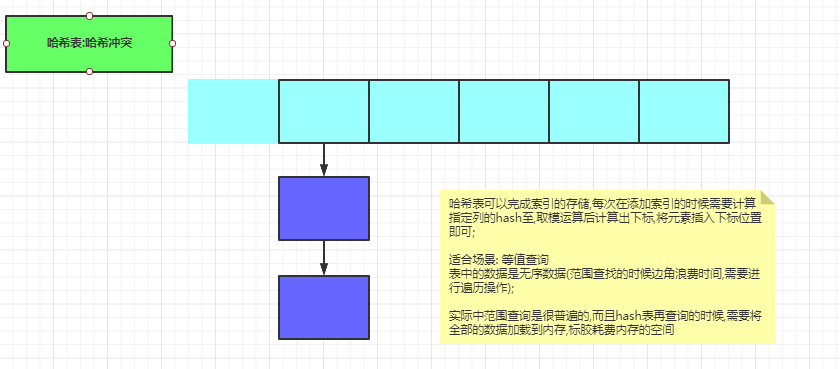 哈希表:哈希冲突
哈希表可以完成索引的存储,每次在添加索引的时候需要计算
指定列的hash至,取模运算后计算出下标,将元素插入下标位置
即可;
适合场景: 等值查询
表中的数据是无序数据(范围查找的时候边角浪费时间,需要进
行遍历操作);
实际中范围查询是很普遍的,而且hash表再查询的时候,需要将
全部的数据加载到内存,标胶耗费内存的空间